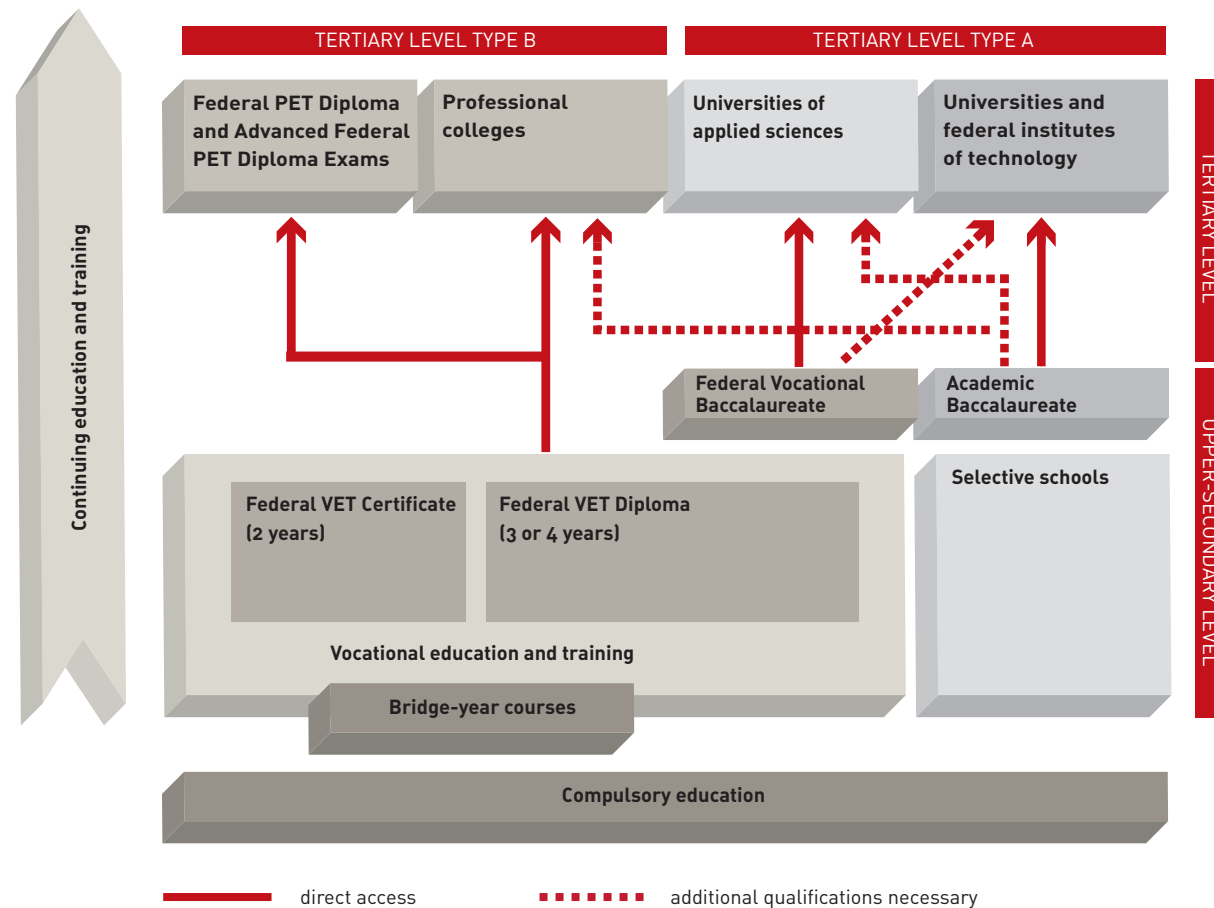 TERTIARY LEVEL TYPE B
TERTIARY LEVEL TYPE A
Federal PET Diploma
and Advanced Federal
PET Diploma Exams
Professional
colleges
Universities of
applied sciences
Universities and
federal institutes
of technology
TERTIARY LEVEL
Continuing education and training
Federal Vocational
Baccalaureate
Academic
Baccalaureate
UPPER-SECONDARY LEVEL
Federal VET Certificate
(2 years)
Federal VET Diploma
(3 or 4 years)
Selective schools
Vocational education and training
Bridge-year courses
Compulsory education
direct access
additional qualifications necessary